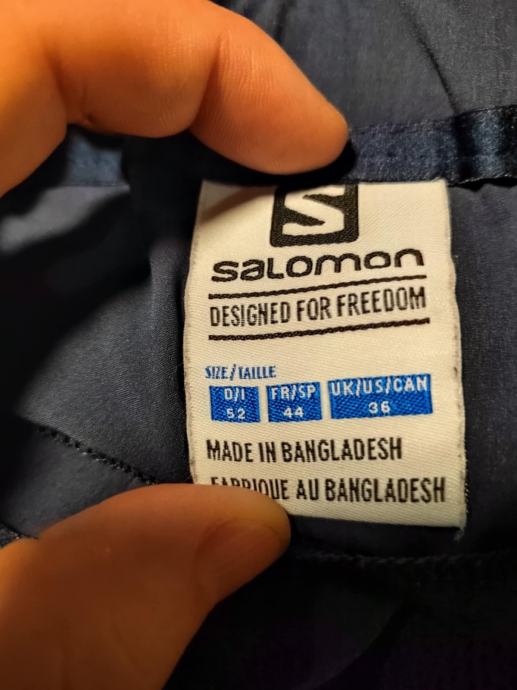 S
salomon
DESIGNED FOR FREEDOM
SIZE/TAILLE
D/I FR/SP UK/US/CAN
52 44 36
MADE IN BANGLADESH
FABRIQUE AU BANGLADESH